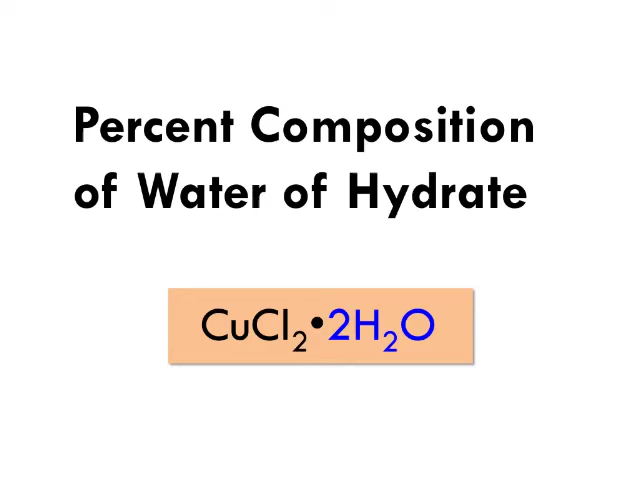 Percent Composition
of Water of Hydrate
CuCl₂•2H₂O